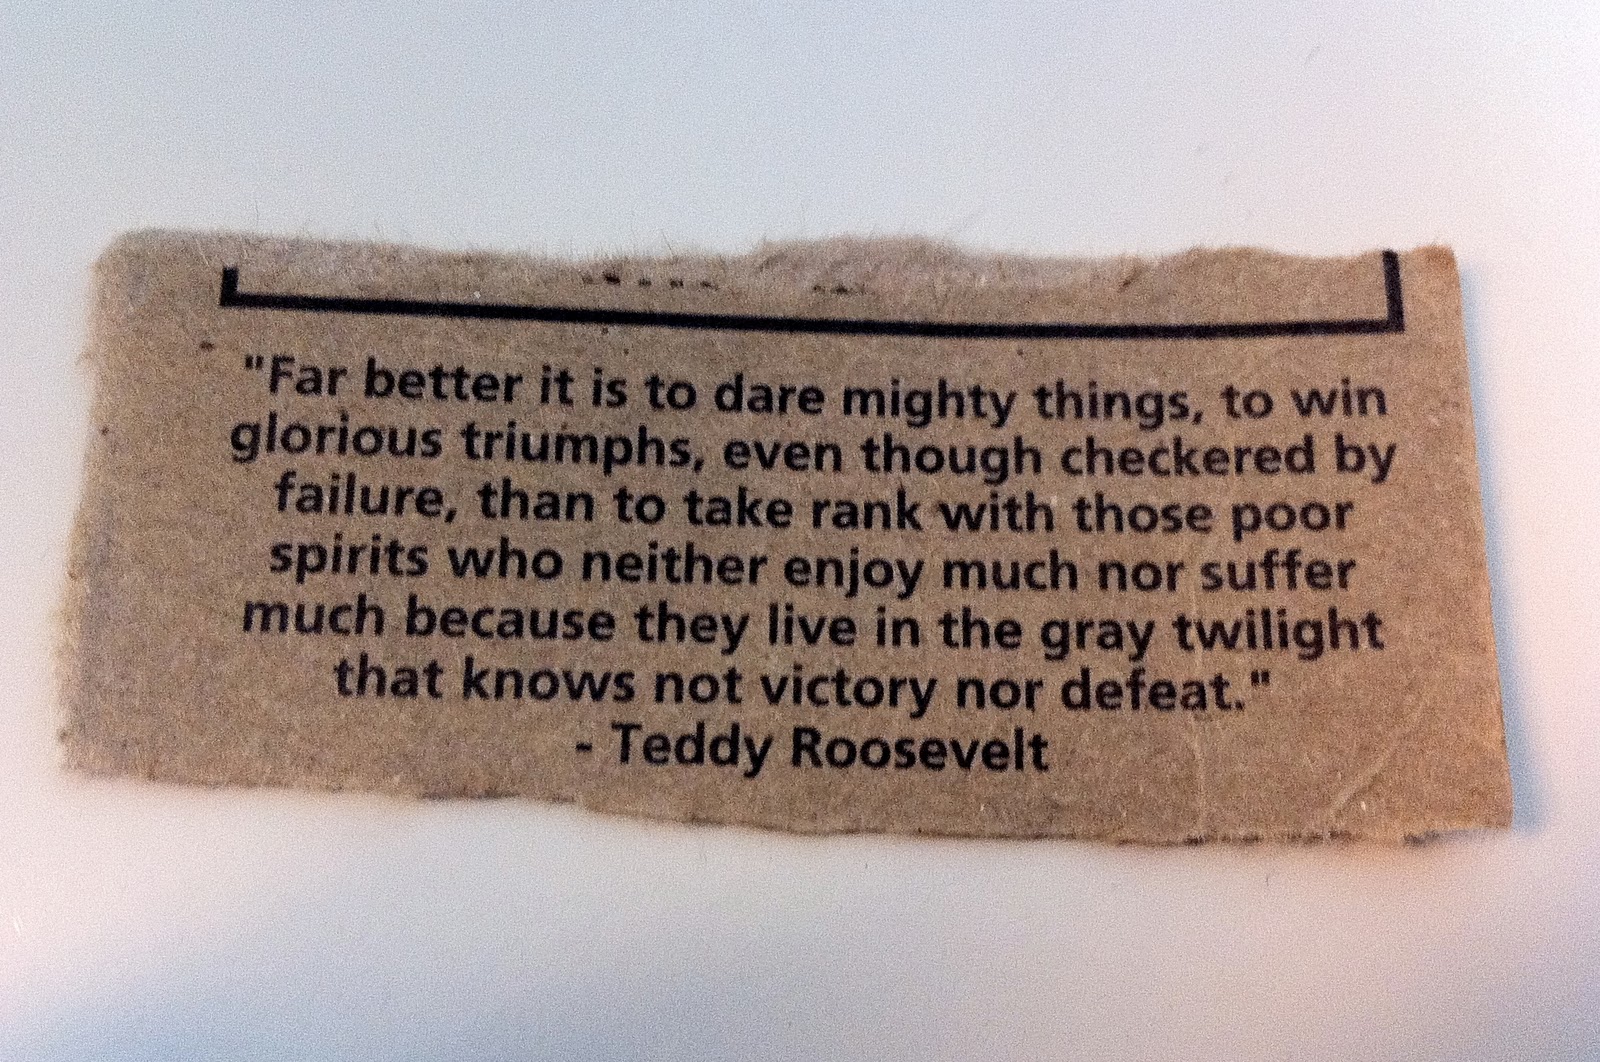 "Far better it is to dare mighty things, to win
glorious triumphs, even though checkered by
failure, than to take rank with those poor
spirits who neither enjoy much nor suffer
much because they live in the gray twilight
that knows not victory nor defeat."
- Teddy Roosevelt